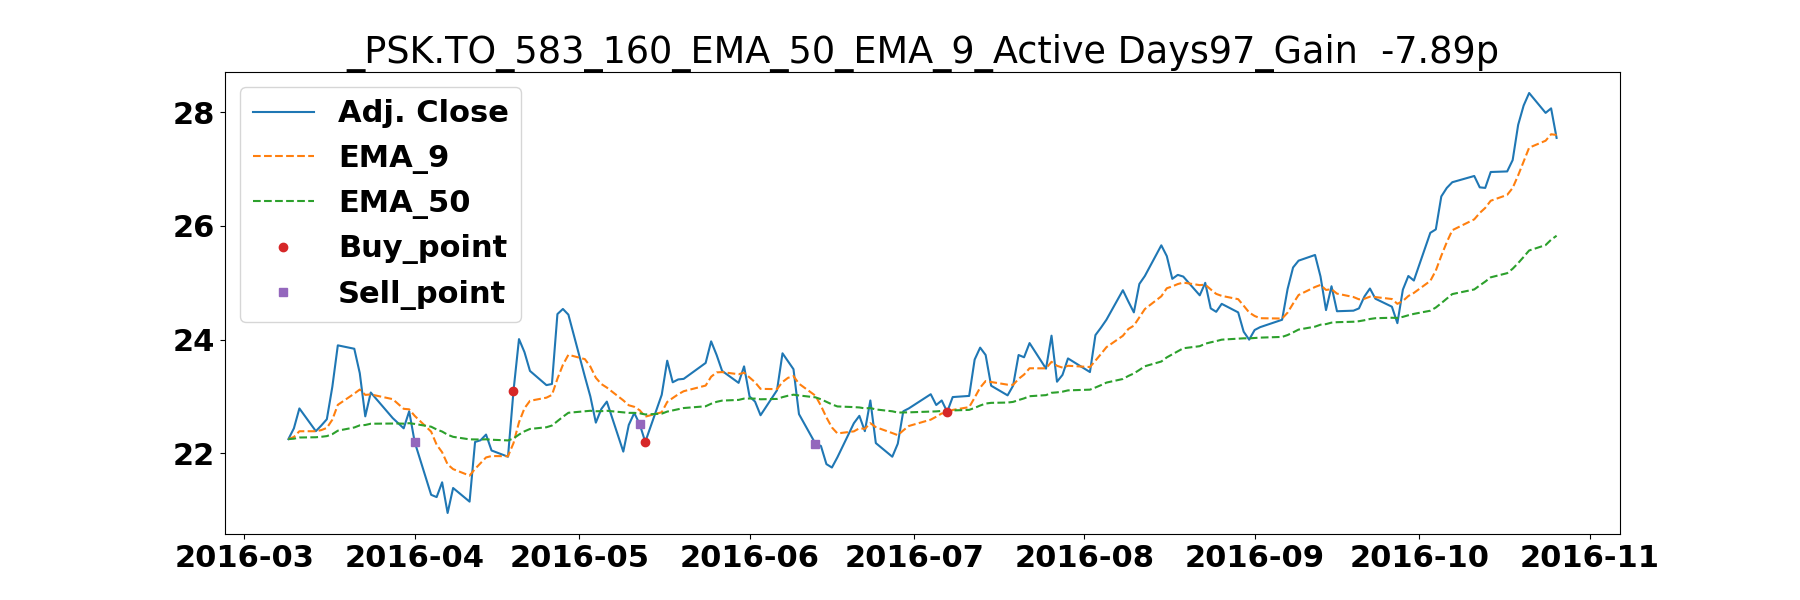 _PSK.TO_583_160_EMA_50_EMA_9_Active Days97_Gain  -7.89p
Adj. Close
EMA_9
EMA_50
Buy_point
Sell_point
28
26
24
22
2016-03 2016-04 2016-05 2016-06 2016-07 2016-08 2016-09 2016-10 2016-11